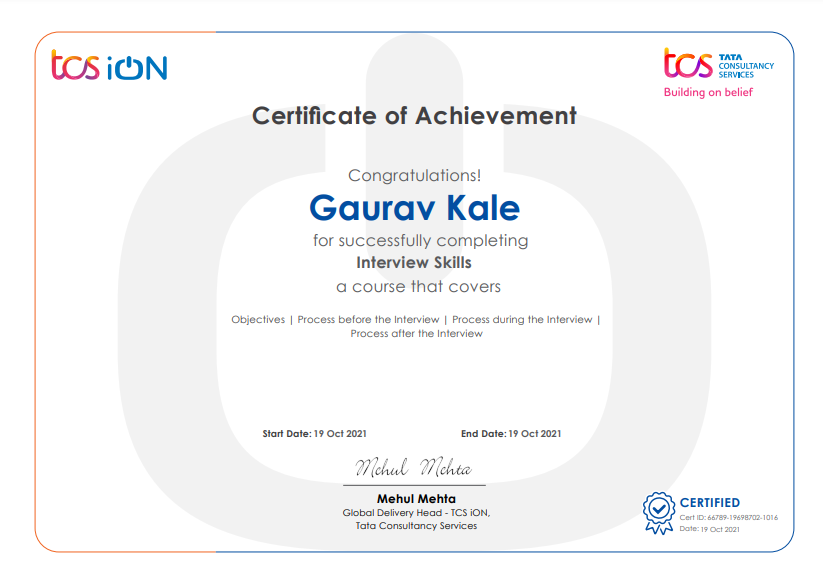 tcs iON
tcs TATA
CONSULTANCY
SERVICES
Building on belief
Certificate of Achievement
Congratulations!
Gaurav Kale
for successfully completing
Interview Skills
a course that covers
Objectives | Process before the Interview | Process during the Interview |
Process after the Interview
Start Date: 19 Oct 2021 End Date: 19 Oct 2021
Mehul Mehta
Mehul Mehta
Global Delivery Head - TCS iON,
Tata Consultancy Services
CERTIFIED
Cert ID: 66789-19698702-1016
Date: 19 Oct 2021